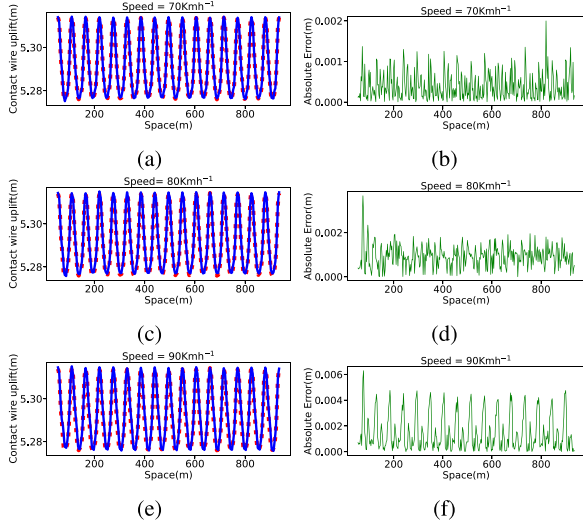 Speed = 70Kmh⁻¹
Contact wire uplift(m)
5,30
5,28
200 400 600 800
Space(m)
(a)
Speed = 70Kmh⁻¹
Absolute Error(m)
0.002
0.001
0.000
200 400 600 800
Space(m)
(b)
Speed= 80Kmh⁻¹
Contact wire uplift(m)
5,30
5,28
200 400 600 800
Space(m)
(c)
Speed = 80Kmh⁻¹
Absolute Error(m)
0.002
0.000
200 400 600 800
Space(m)
(d)
Speed = 90Kmh⁻¹
Contact wire uplift(m)
5,30
5,28
200 400 600 800
Space(m)
(e)
Speed = 90Kmh⁻¹
Absolute Error(m)
0.006
0.004
0.002
0.000
200 400 600 800
Space(m)
(f)